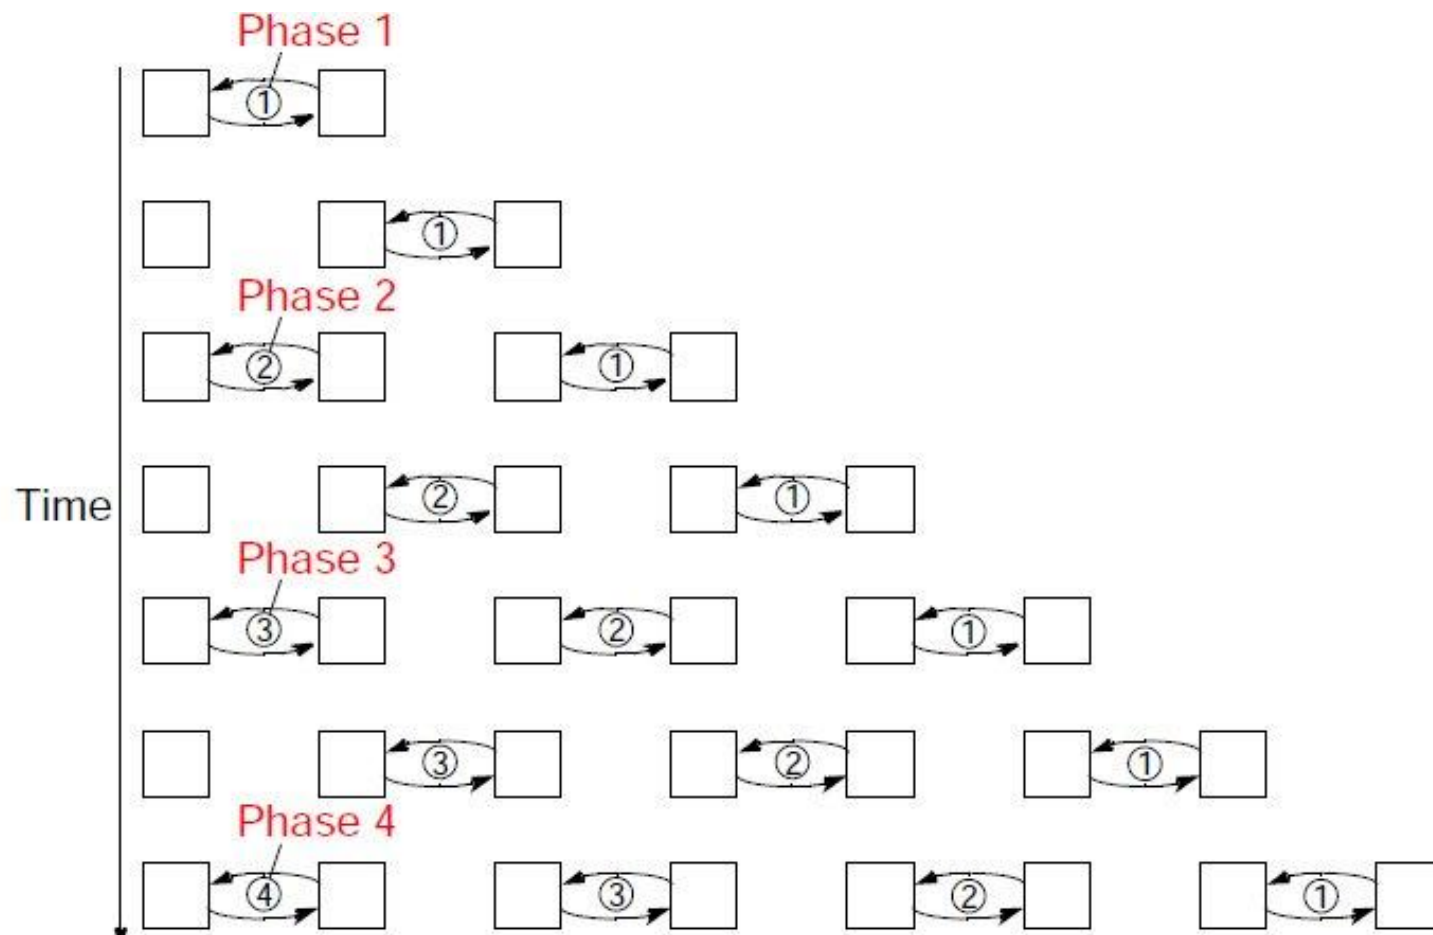 Phase 1
①
①
Phase 2
② ①
Time
② ①
Phase 3
③ ② ①
③ ② ①
Phase 4
④ ③ ② ①